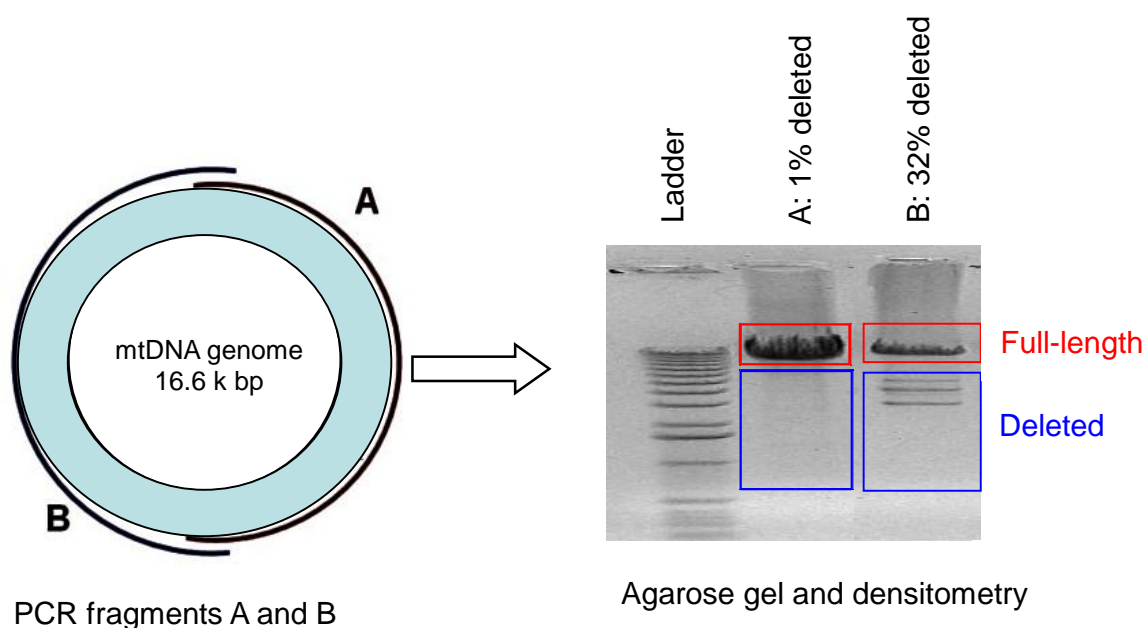 A
B
mtDNA genome
16.6 k bp
PCR fragments A and B
Ladder
A: 1% deleted
B: 32% deleted
Full-length
Deleted
Agarose gel and densitometry